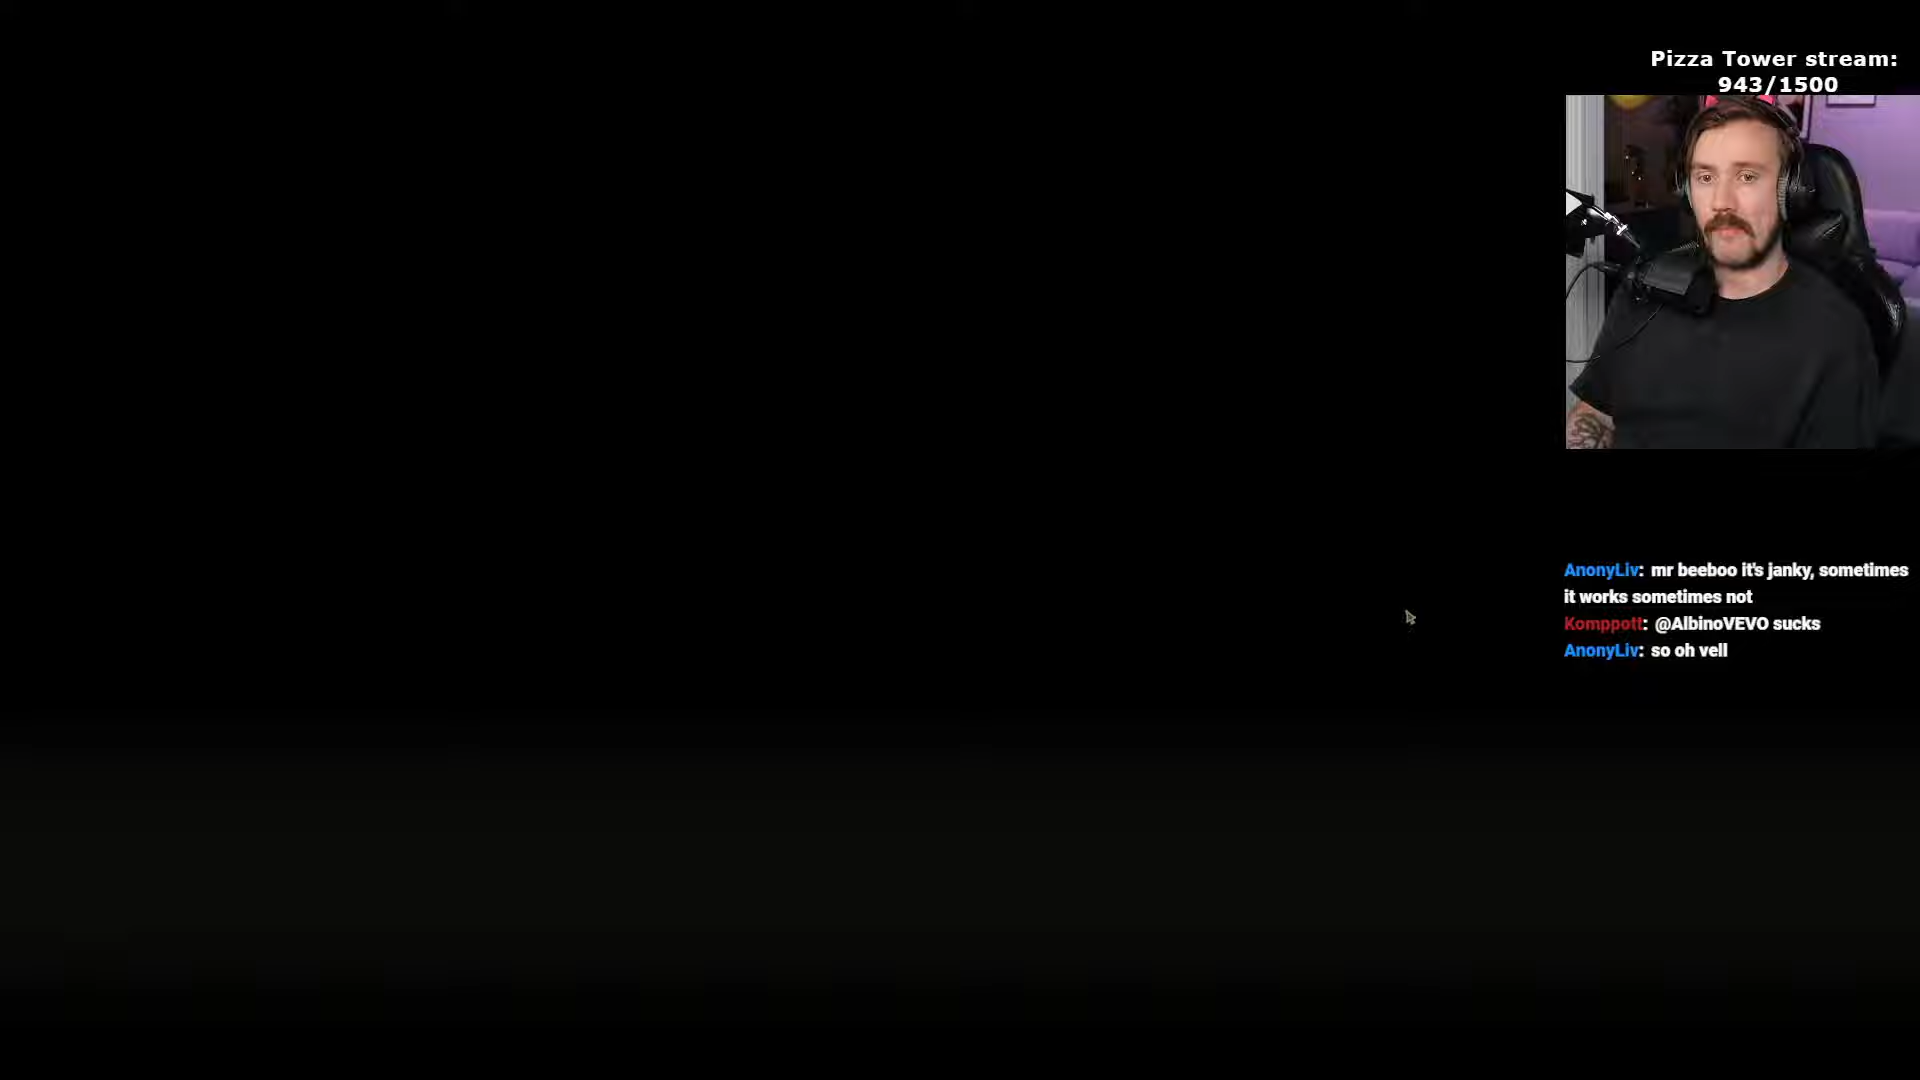 Pizza Tower stream:
943/1500
AnonyLiv: mr beeboo it's janky, sometimes
it works sometimes not
Komppott: @AlbinoVEVO sucks
AnonyLiv: so oh vell